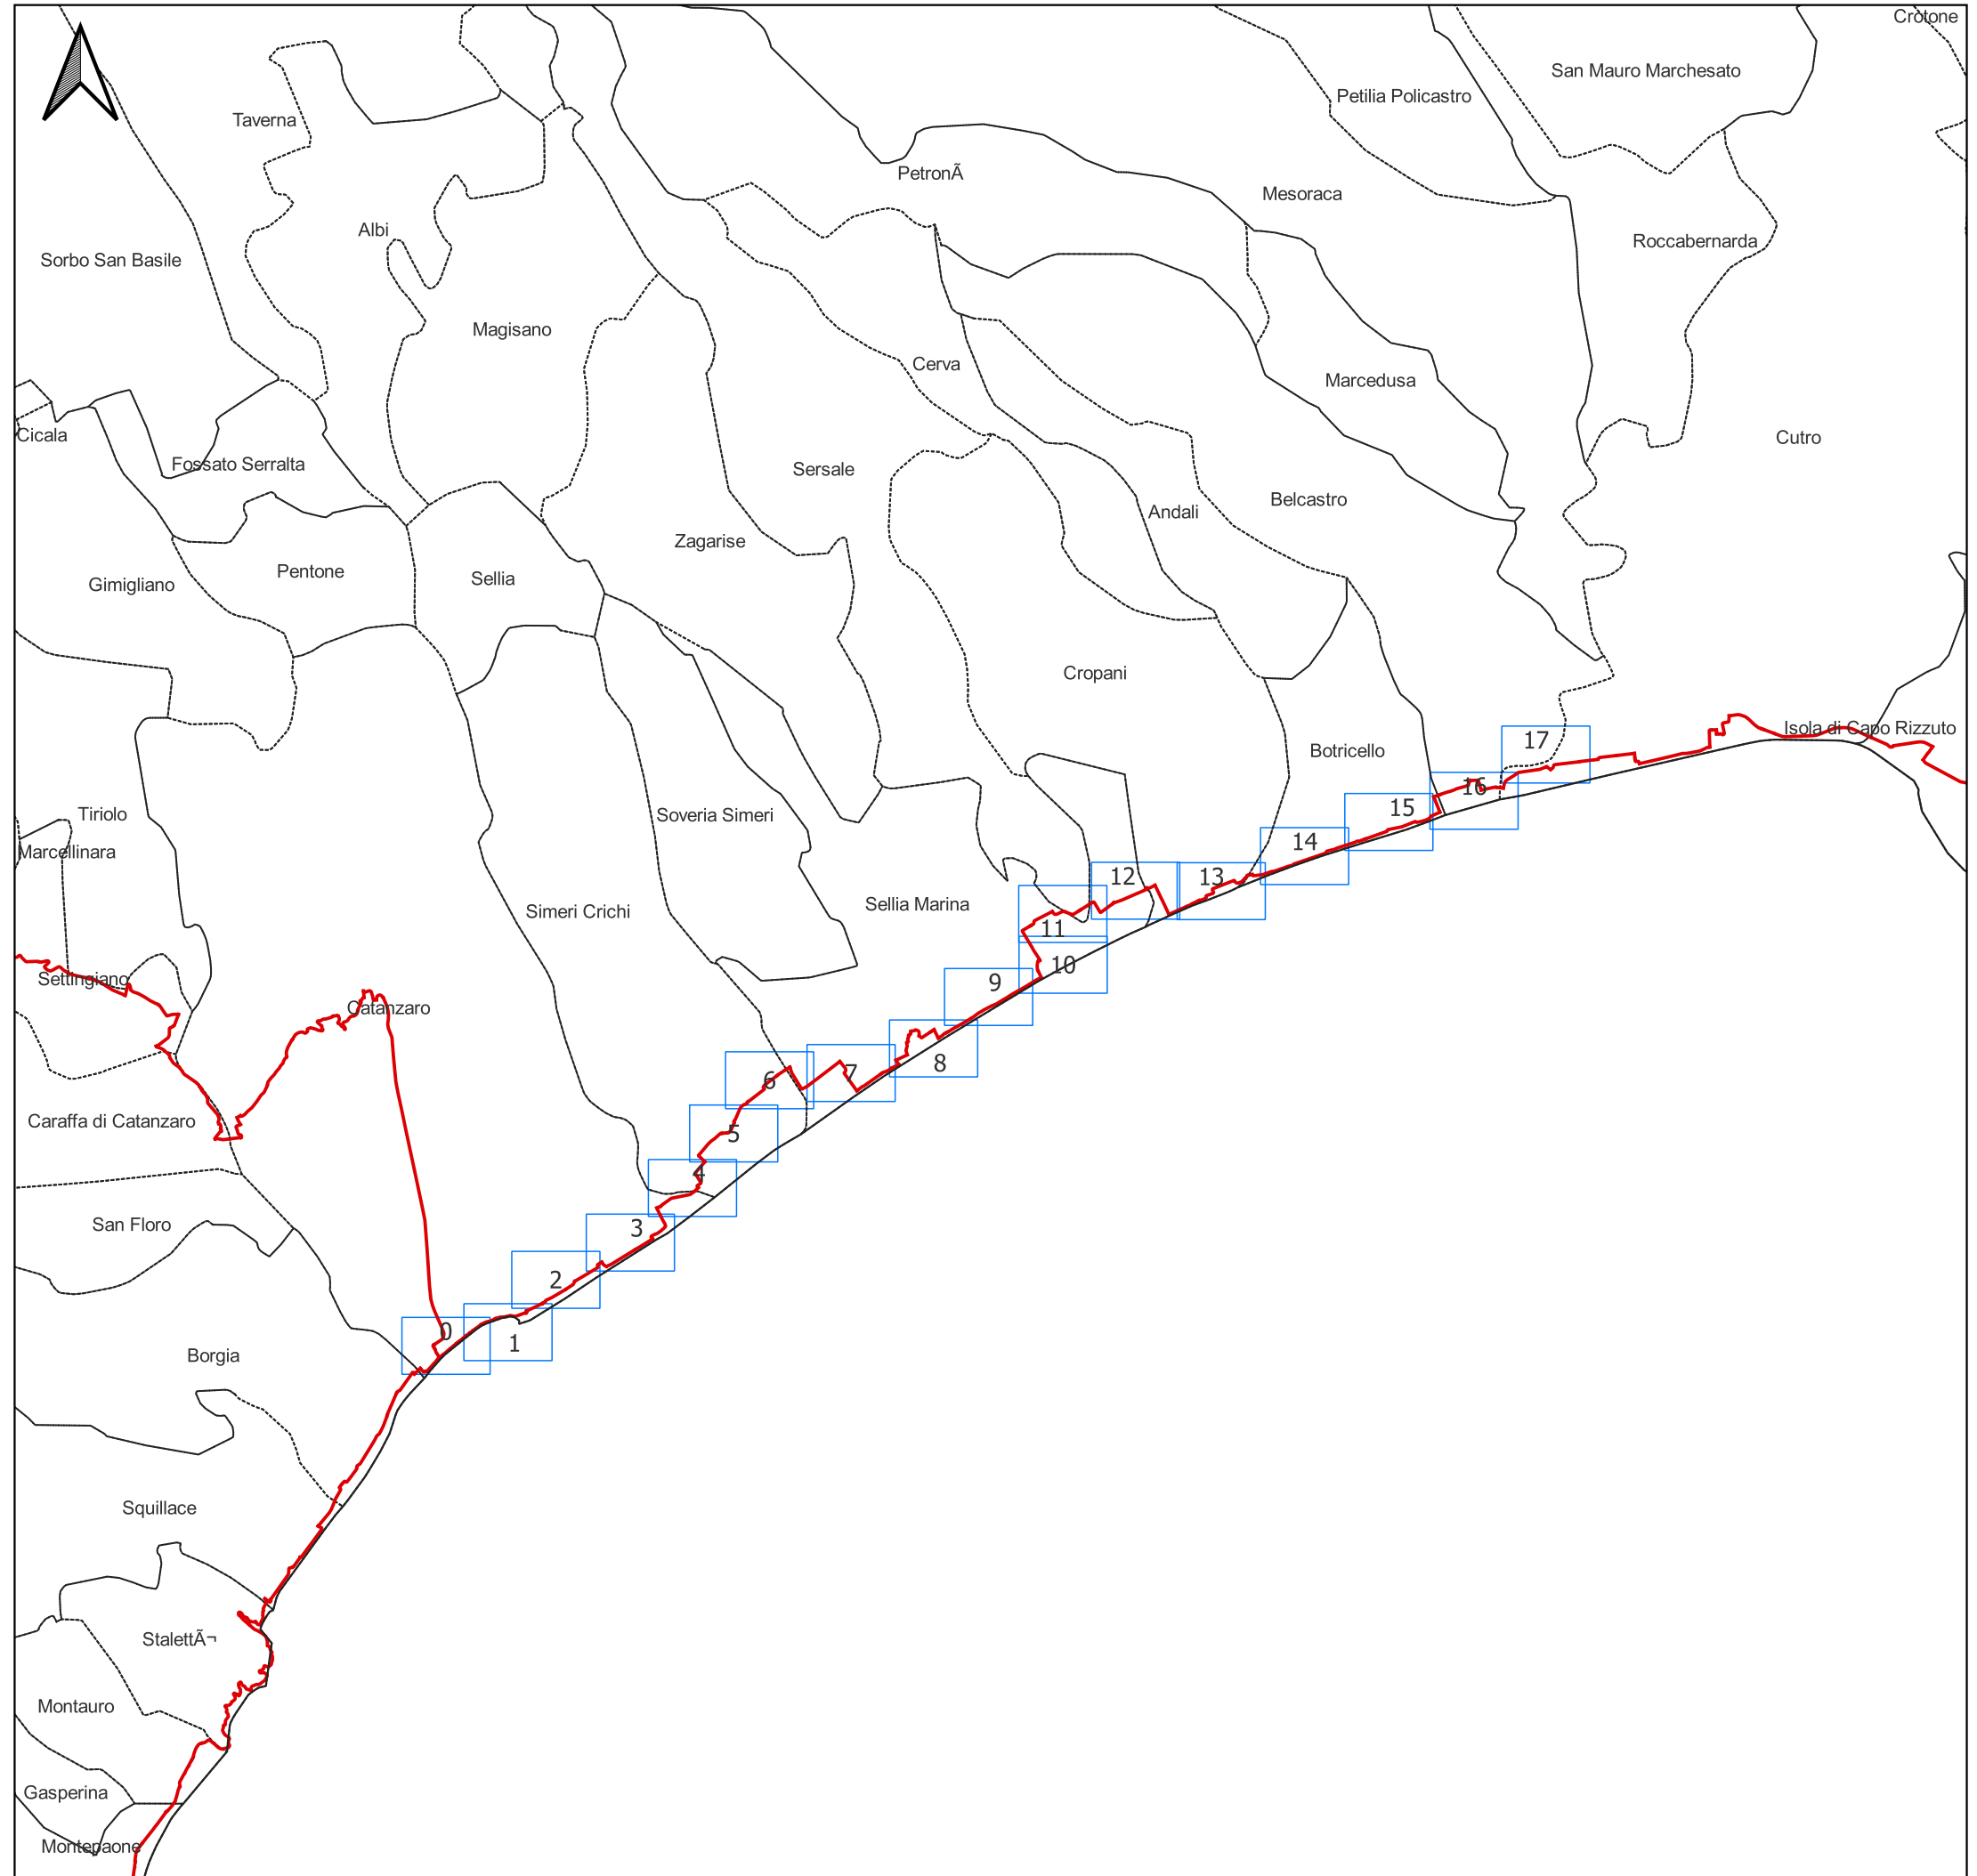 Crotone
San Mauro Marchesato
Petilia Policastro
Taverna
PetronÃ
Mesoraca
Albi
Roccabernarda
Sorbo San Basile
Magisano
Cerva
Marcedusa
Cicala
Cutro
Fossato Serralta
Sersale
Belcastro
Andali
Zagarise
Pentone
Sellia
Gimigliano
Cropani
Isola di Capo Rizzuto
17
Botricello
16
15
Tiriolo
Soveria Simeri
14
Marcellinara
12
13
Sellia Marina
Simeri Crichi
11
10
Settingiano
9
Catanzaro
8
7
6
Caraffa di Catanzaro
5
4
San Floro
3
2
0
1
Borgia
Squillace
StalettÃ¬
Montauro
Gasperina
Montepaone